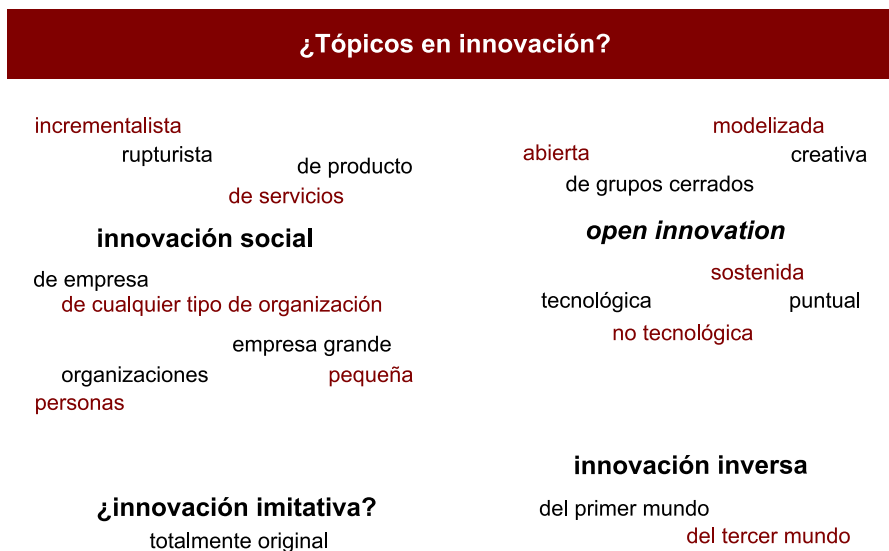 ¿Tópicos en innovación?
incrementalista
rupturista
de producto
de servicios
innovación social
de empresa
de cualquier tipo de organización
empresa grande
organizaciones
pequeña
personas
¿innovación imitativa?
totalmente original
modelizada
abierta
creativa
de grupos cerrados
open innovation
sostenida
tecnológica
puntual
no tecnológica
innovación inversa
del primer mundo
del tercer mundo